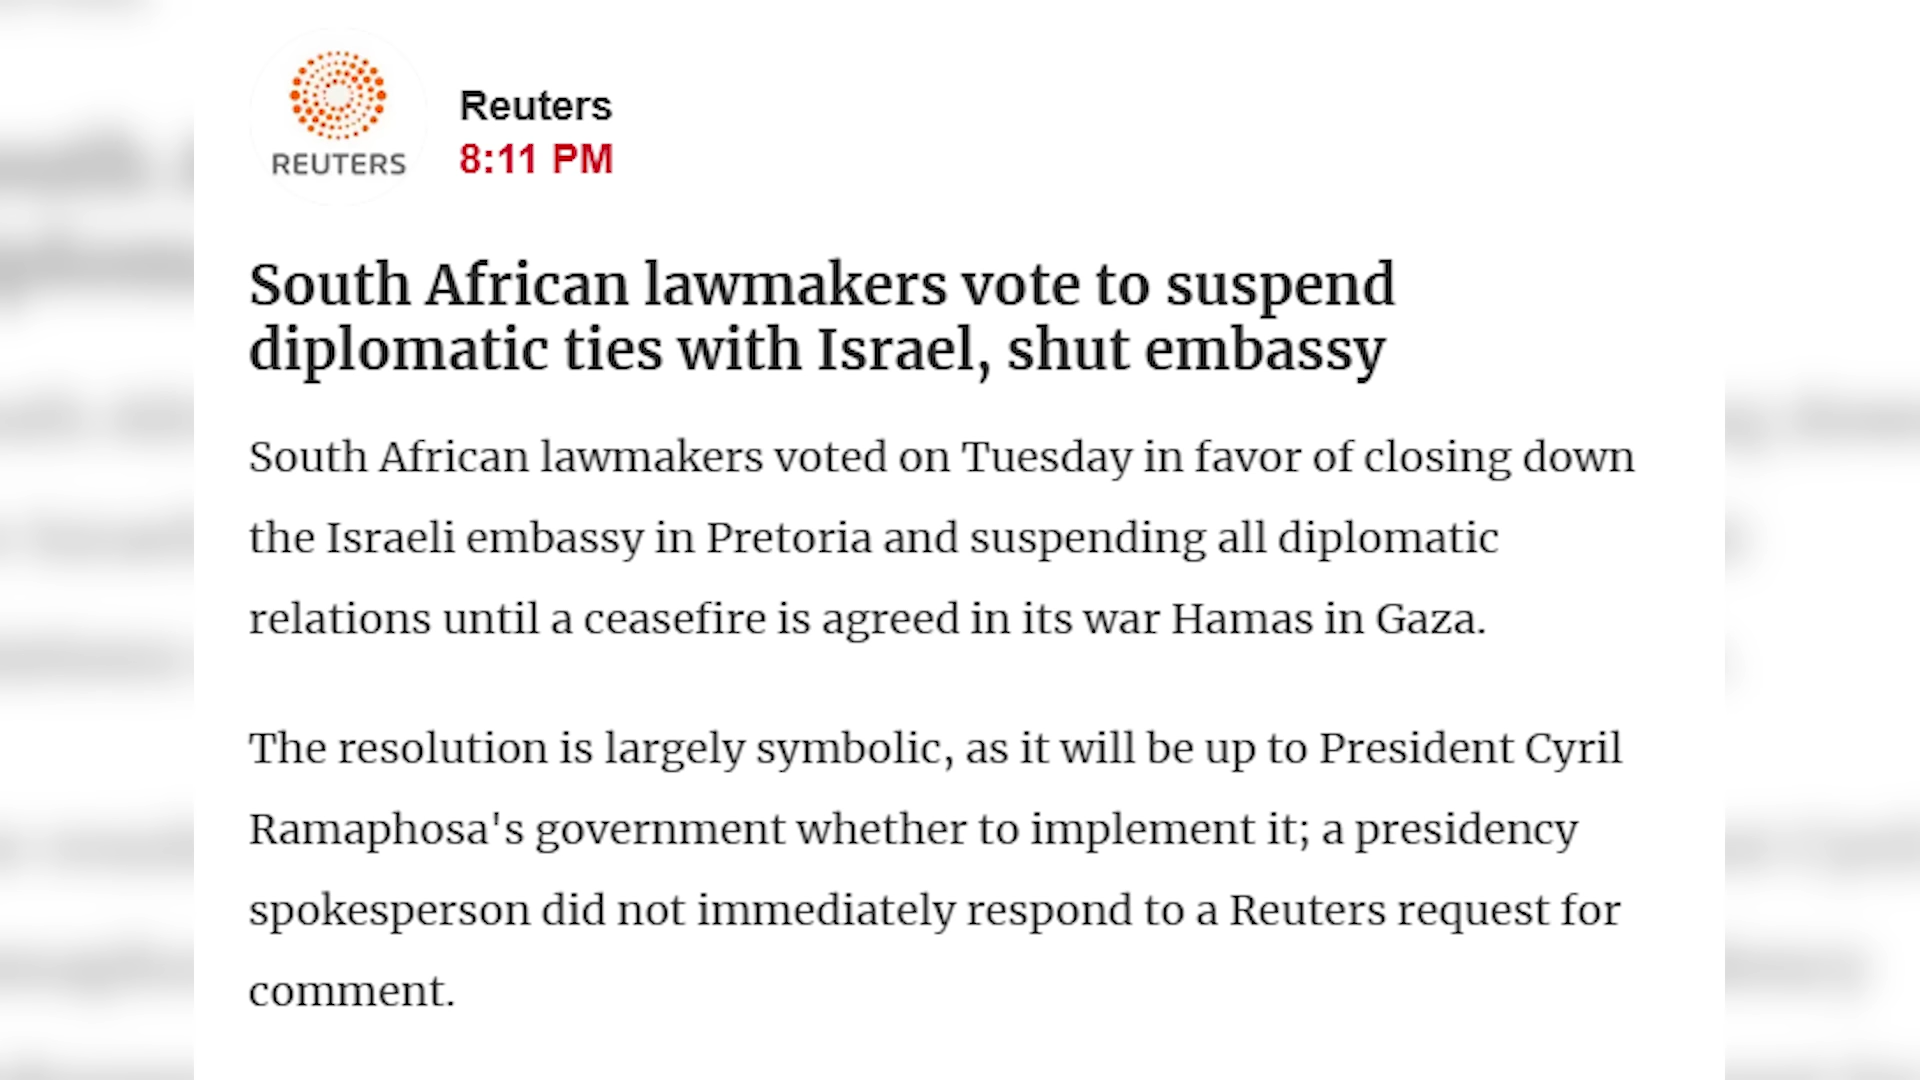 REUTERS
Reuters
8:11 PM
South African lawmakers vote to suspend
diplomatic ties with Israel, shut embassy
South African lawmakers voted on Tuesday in favor of closing down
the Israeli embassy in Pretoria and suspending all diplomatic
relations until a ceasefire is agreed in its war Hamas in Gaza.
The resolution is largely symbolic, as it will be up to President Cyril
Ramaphosa's government whether to implement it; a presidency
spokesperson did not immediately respond to a Reuters request for
comment.